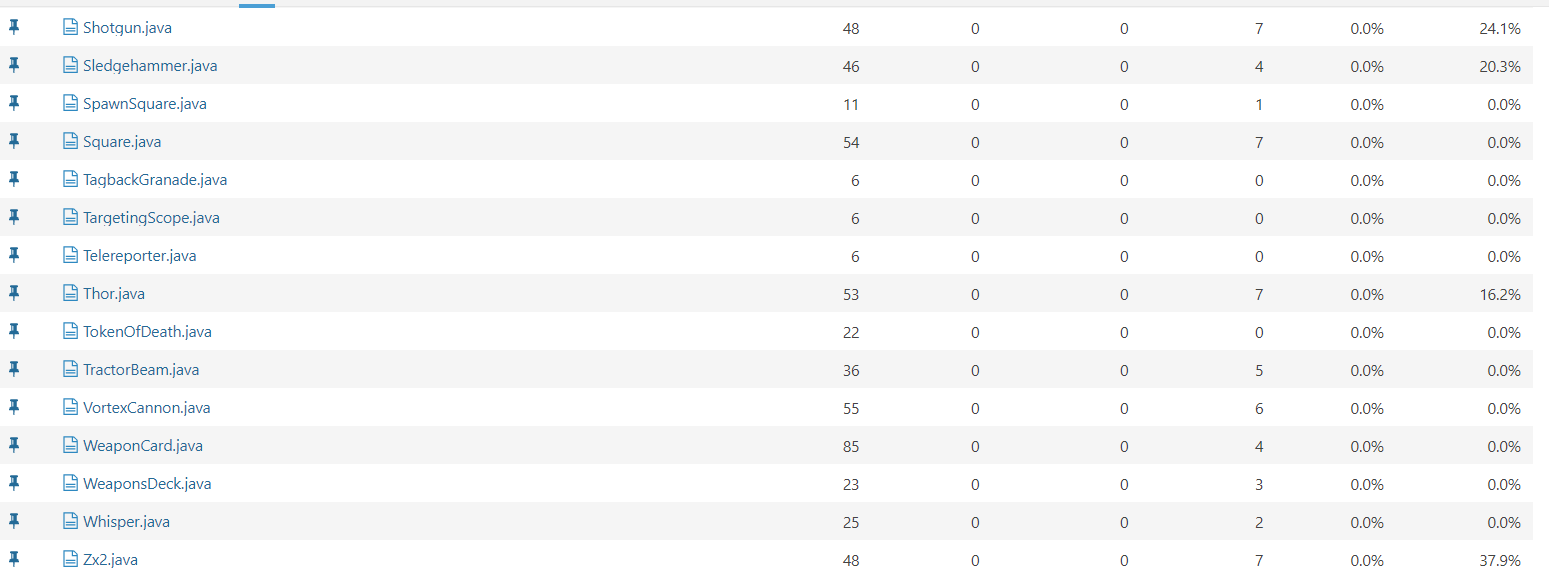 Shotgun.java 48 0 0 7 0.0% 24.1%
Sledgehammer.java 46 0 0 4 0.0% 20.3%
SpawnSquare.java 11 0 0 1 0.0% 0.0%
Square.java 54 0 0 7 0.0% 0.0%
TagbackGranade.java 6 0 0 0 0.0% 0.0%
TargetingScope.java 6 0 0 0 0.0% 0.0%
Telereporter.java 6 0 0 0 0.0% 0.0%
Thor.java 53 0 0 7 0.0% 16.2%
TokenOfDeath.java 22 0 0 0 0.0% 0.0%
TractorBeam.java 36 0 0 5 0.0% 0.0%
VortexCannon.java 55 0 0 6 0.0% 0.0%
WeaponCard.java 85 0 0 4 0.0% 0.0%
WeaponsDeck.java 23 0 0 3 0.0% 0.0%
Whisper.java 25 0 0 2 0.0% 0.0%
Zx2.java 48 0 0 7 0.0% 37.9%